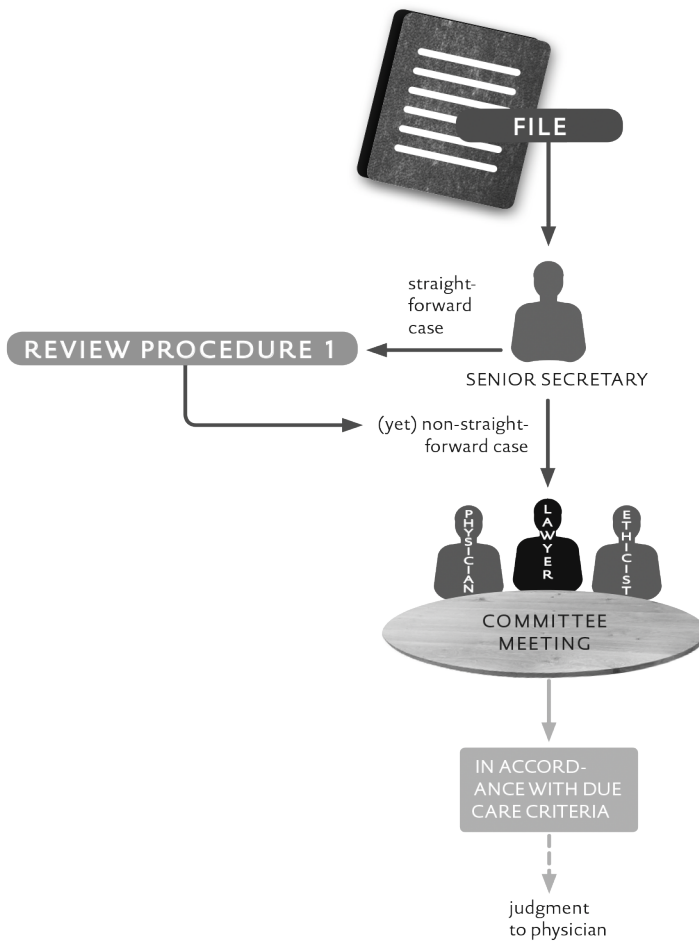 FILE
straight-
forward
case
REVIEW PROCEDURE 1
SENIOR SECRETARY
(yet) non-straight-
forward case
PHYSICIAN
LAWYER
ETHICIST
COMMITTEE
MEETING
IN ACCORD-
ANCE WITH DUE
CARE CRITERIA
judgment
to physician